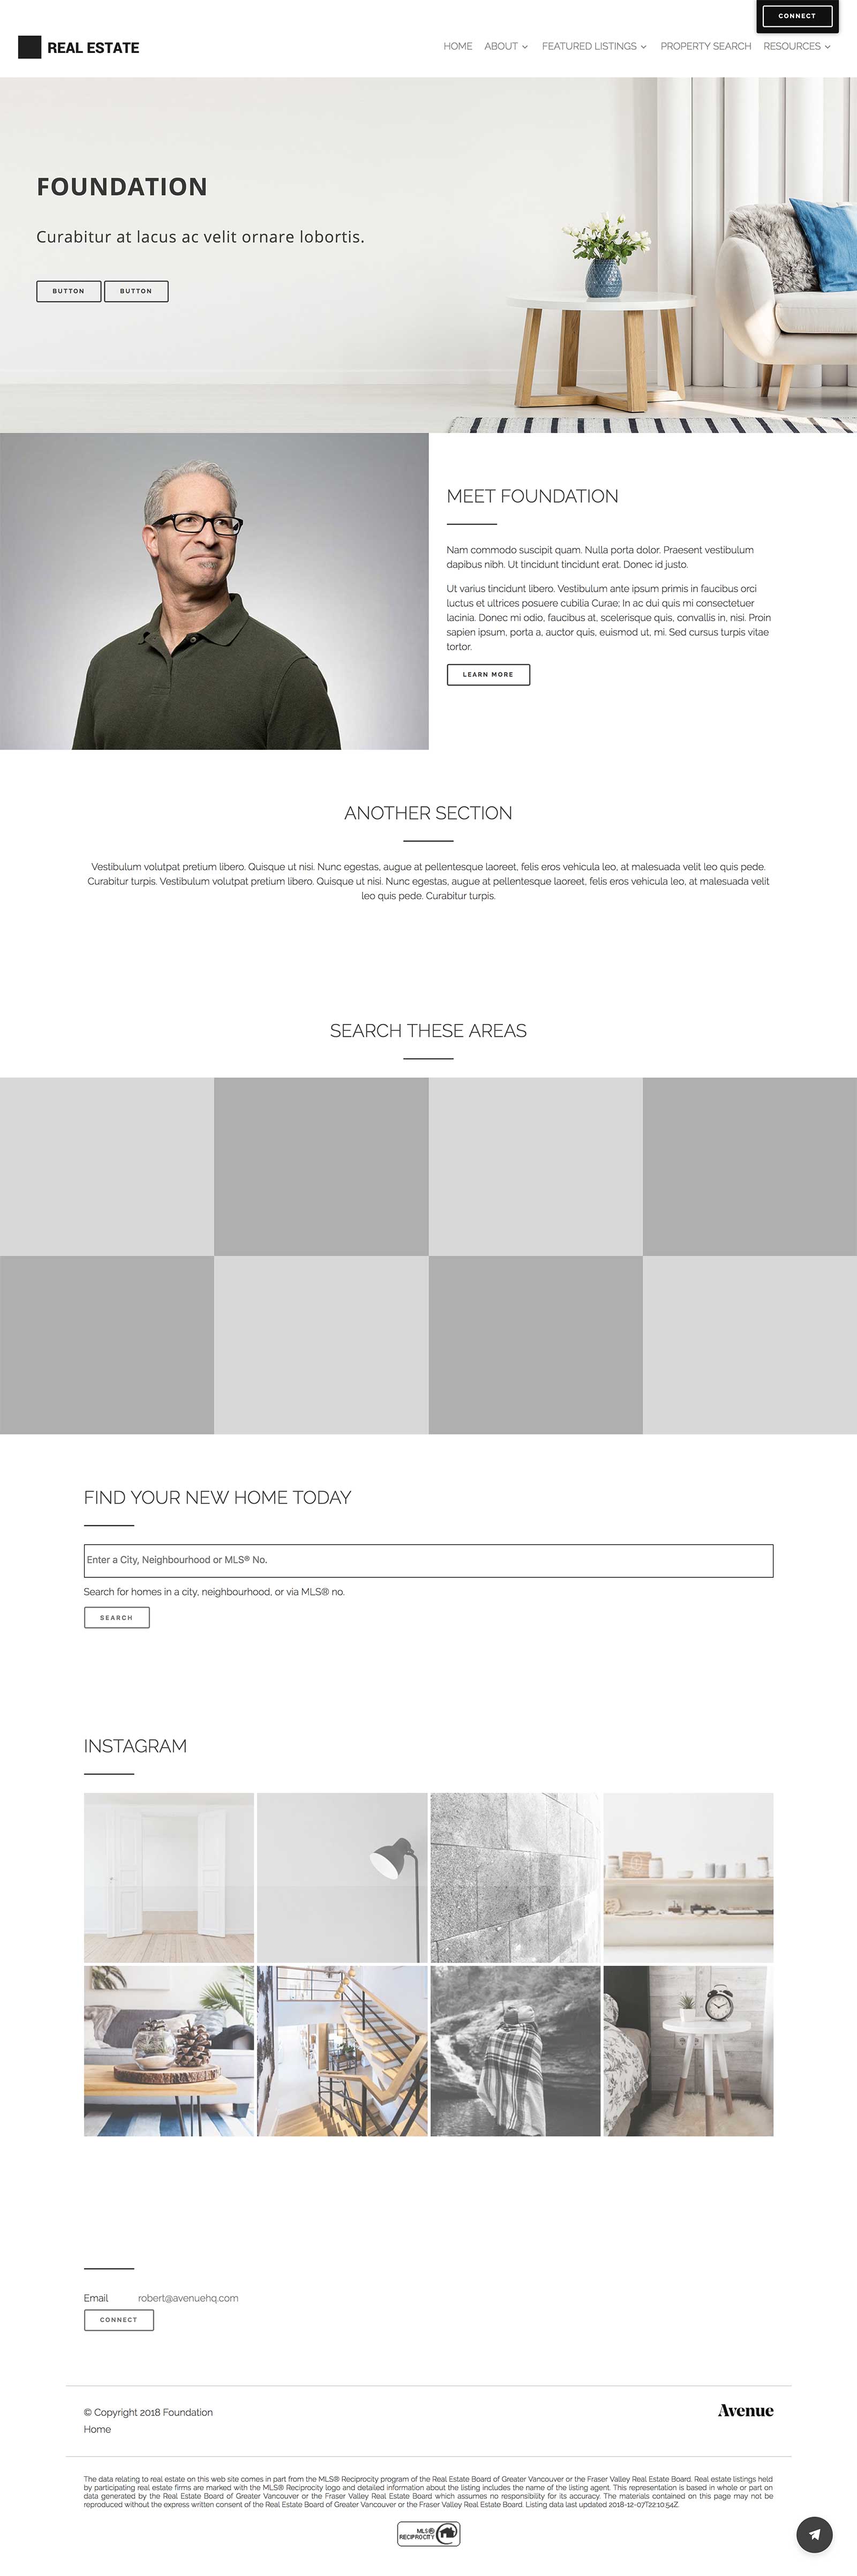 CONNECT
REAL ESTATE
HOME ABOUT FEATURED LISTINGS PROPERTY SEARCH RESOURCES
FOUNDATION
Curabitur at lacus ac velit ornare lobortis.
BUTTON BUTTON
MEET FOUNDATION
Nam commodo suscipit quam. Nulla porta dolor. Praesent vestibulum
dapibus nibh. Ut tincidunt tincidunt erat. Donec id justo.
Ut varius tincidunt libero. Vestibulum ante ipsum primis in faucibus orci
luctus et ultrices posuere cubilia Curae; In ac dui quis mi consectetuer
lacinia. Donec mi odio, faucibus at, scelerisque quis, convallis in, nisi. Proin
sapien ipsum, porta a, auctor quis, euismod ut, mi. Sed cursus turpis vitae
tortor.
LEARN MORE
ANOTHER SECTION
Vestibulum volutpat pretium libero. Quisque ut nisi. Nunc egestas, augue at pellentesque laoreet, felis eros vehicula leo, at malesuada velit leo quis pede.
Curabitur turpis. Vestibulum volutpat pretium libero. Quisque ut nisi. Nunc egestas, augue at pellentesque laoreet, felis eros vehicula leo, at malesuada velit
leo quis pede. Curabitur turpis.
SEARCH THESE AREAS
FIND YOUR NEW HOME TODAY
Enter a City, Neighbourhood or MLS® No.
Search for homes in a city, neighbourhood, or via MLS® no.
SEARCH
INSTAGRAM
Email robert@avenuehq.com
CONNECT
© Copyright 2018 Foundation
Avenue
Home
The data relating to real estate on this web site comes in part from the MLS® Reciprocity program of the Real Estate Board of Greater Vancouver or the Fraser Valley Real Estate Board. Real estate listings held
by participating real estate firms are marked with the MLS® Reciprocity logo and detailed information about the listing includes the name of the listing agent. This representation is based in whole or part on
data generated by the Real Estate Board of Greater Vancouver or the Fraser Valley Real Estate Board which assumes no responsibility for its accuracy. The materials contained on this page may not be
reproduced without the express written consent of the Real Estate Board of Greater Vancouver or the Fraser Valley Real Estate Board. Listing data last updated 2018-12-07T22:10:54Z.
MLS®
RECIPROCITY